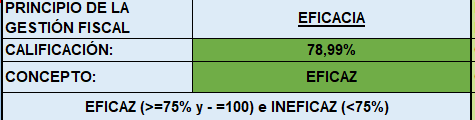 PRINCIPIO DE LA
GESTIÓN FISCAL
EFICACIA
CALIFICACIÓN:
78,99%
CONCEPTO:
EFICAZ
EFICAZ (>=75% y - =100) e INEFICAZ (<75%)